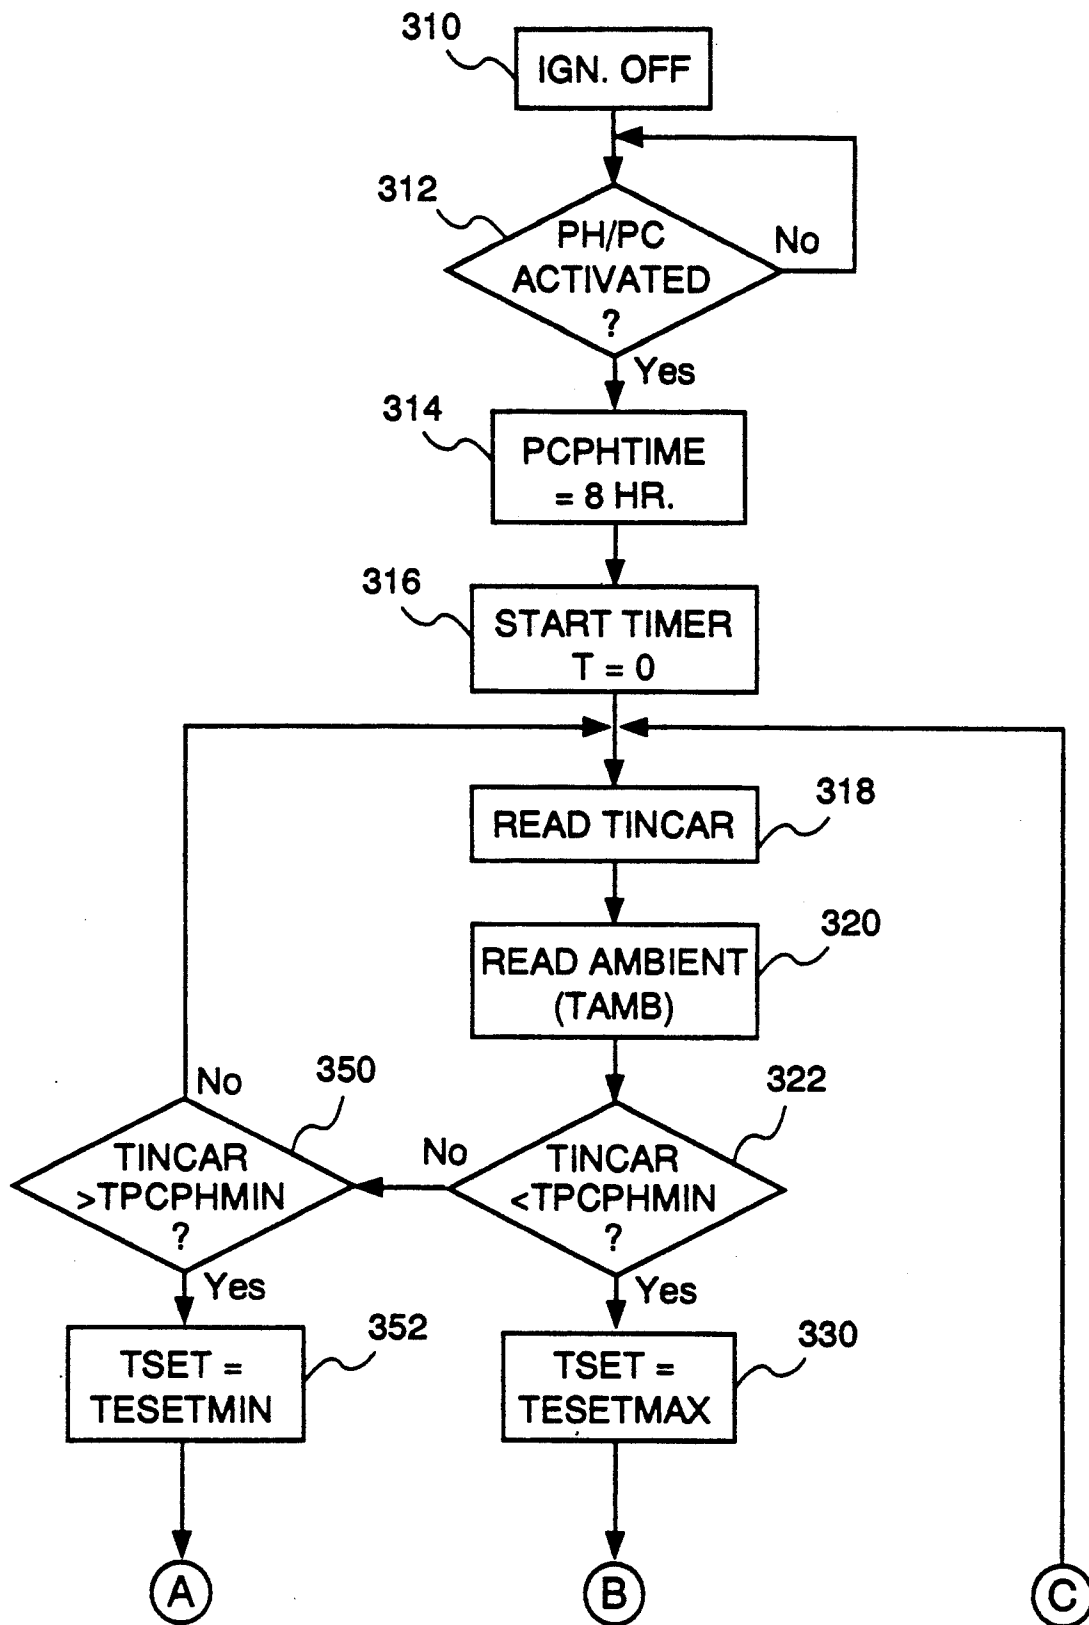 310
IGN. OFF
312
PH/PC
ACTIVATED
?
No
Yes
314
PCPHTIME
= 8 HR.
316
START TIMER
T = 0
318
READ TINCAR
320
READ AMBIENT
(TAMB)
350
No
TINCAR
>TPCPHMIN
?
Yes
322
No
TINCAR
<TPCPHMIN
?
Yes
352
TSET =
TESETMIN
330
TSET =
TESETMAX
A
B
C